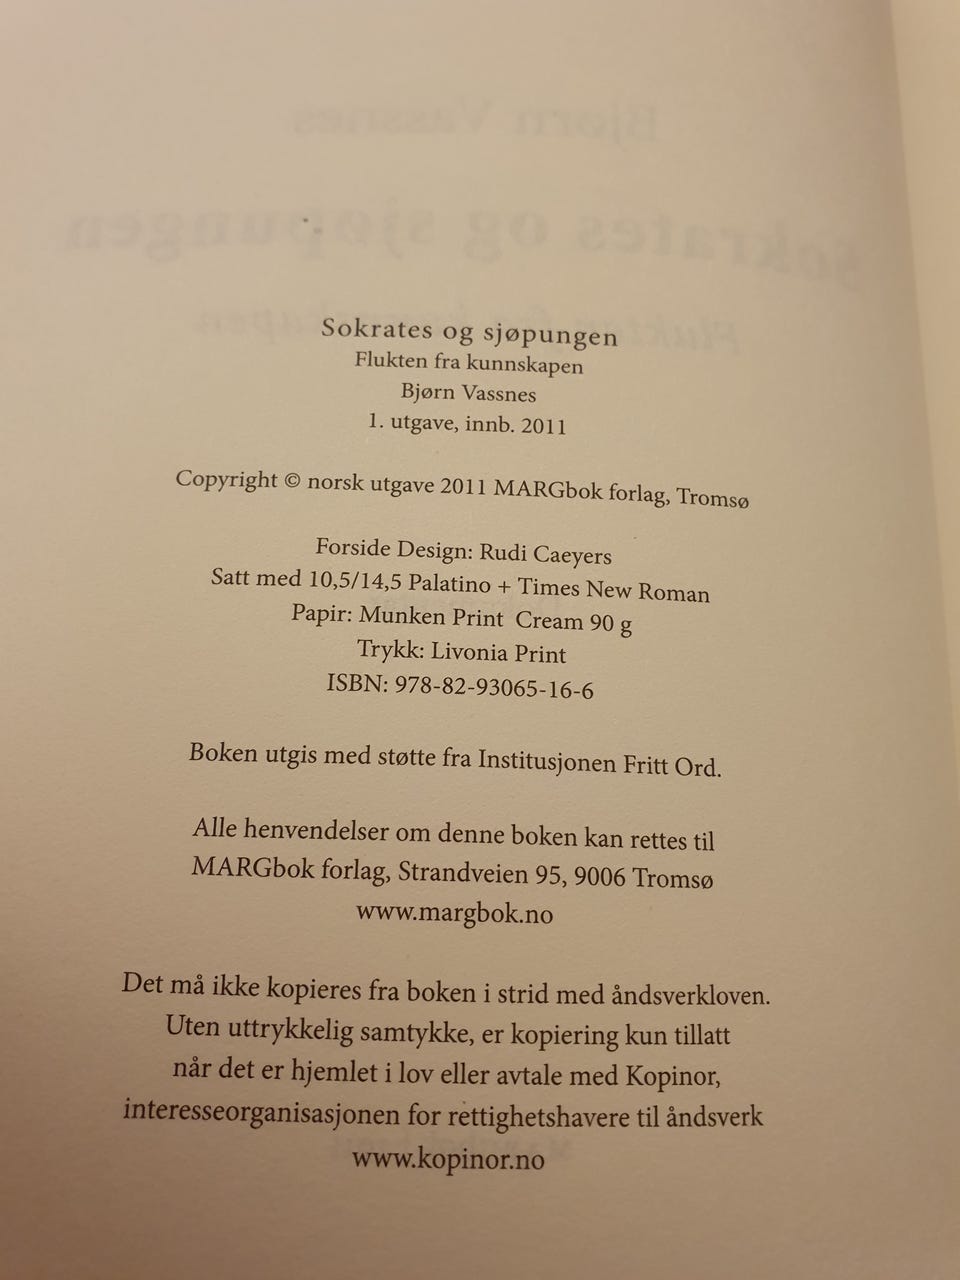 Sokrates og sjøpungen
Flukten fra kunnskapen
Bjørn Vassnes
1. utgave, innb. 2011
Copyright © norsk utgave 2011 MARGbok forlag, Tromsø
Forside Design: Rudi Caeyers
Satt med 10,5/14,5 Palatino + Times New Roman
Papir: Munken Print Cream 90 g
Trykk: Livonia Print
ISBN: 978-82-93065-16-6
Boken utgis med støtte fra Institusjonen Fritt Ord.
Alle henvendelser om denne boken kan rettes til
MARGbok forlag, Strandveien 95, 9006 Tromsø
www.margbok.no
Det må ikke kopieres fra boken i strid med åndsverkloven.
Uten uttrykkelig samtykke, er kopiering kun tillatt
når det er hjemlet i lov eller avtale med Kopinor,
interesseorganisasjonen for rettighetshavere til åndsverk
www.kopinor.no